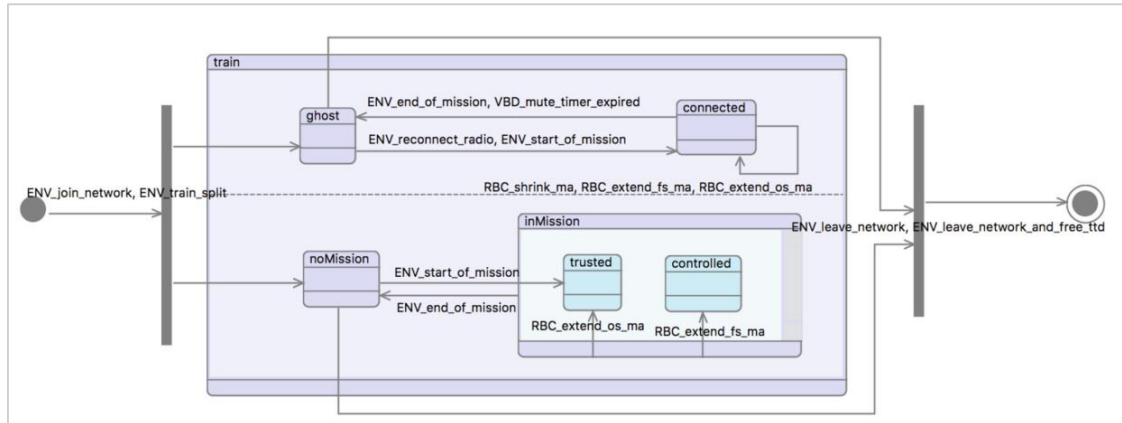 train
ENV_end_of_mission, VBD_mute_timer_expired
ghost
connected
ENV_reconnect_radio, ENV_start_of_mission
ENV_join_network, ENV_train_split
RBC_shrink_ma, RBC_extend_fs_ma, RBC_extend_os_ma
inMission
ENV_leave_network, ENV_leave_network_and_free_ttd
noMission
trusted
controlled
ENV_start_of_mission
ENV_end_of_mission
RBC_extend_os_ma
RBC_extend_fs_ma